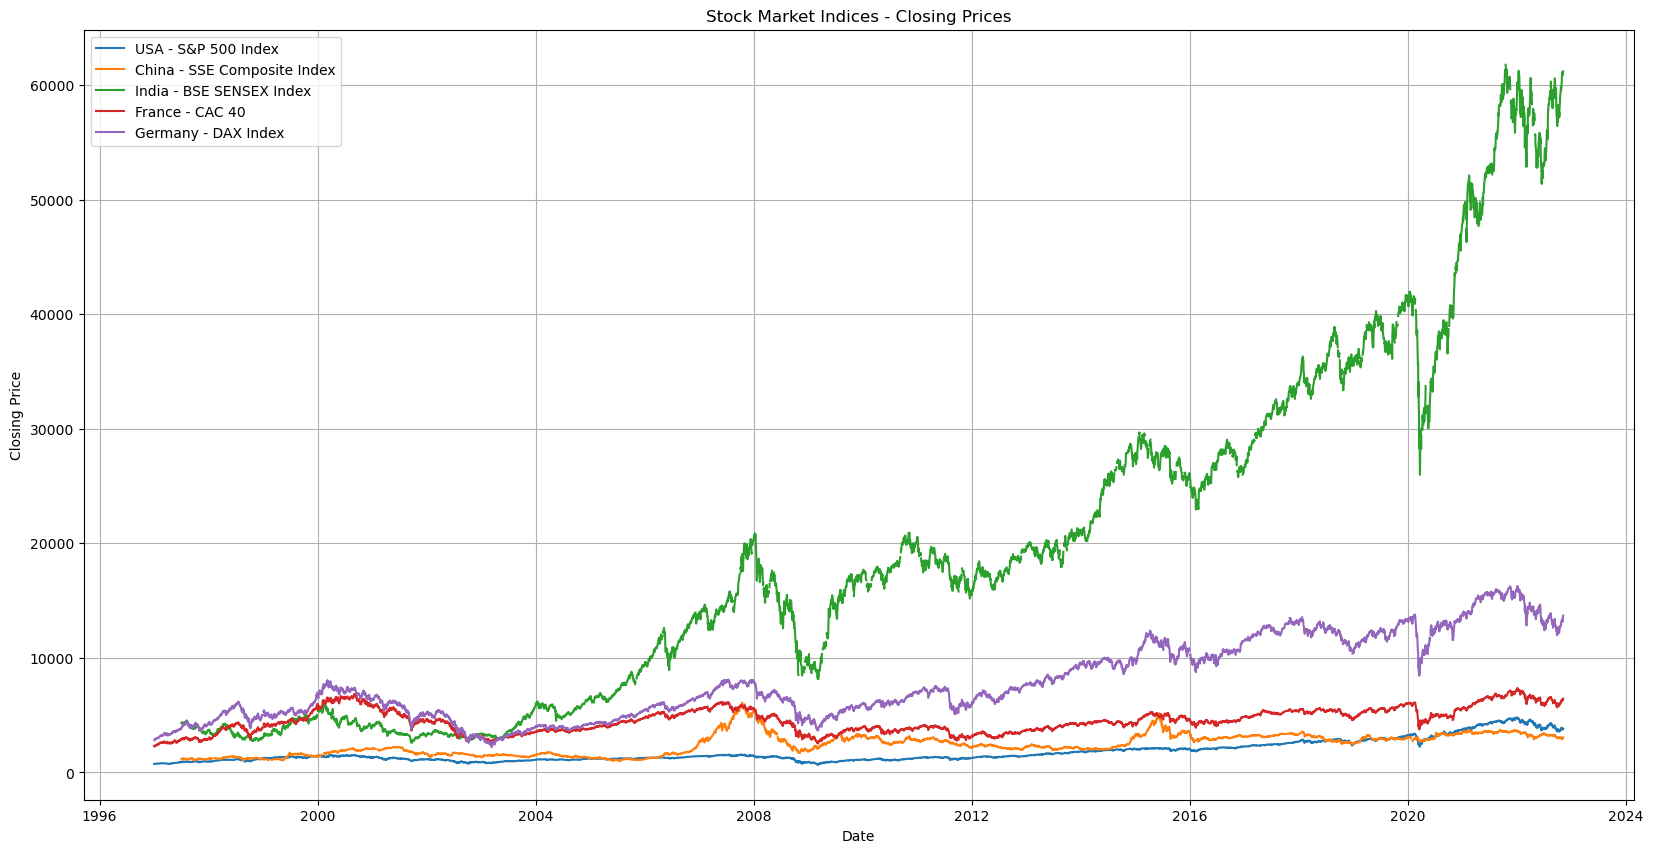 Stock Market Indices - Closing Prices
USA - S&P 500 Index
China - SSE Composite Index
India - BSE SENSEX Index
France - CAC 40
Germany - DAX Index
Closing Price
60000
50000
40000
30000
20000
10000
0
1996 2000 2004 2008 2012 2016 2020 2024
Date